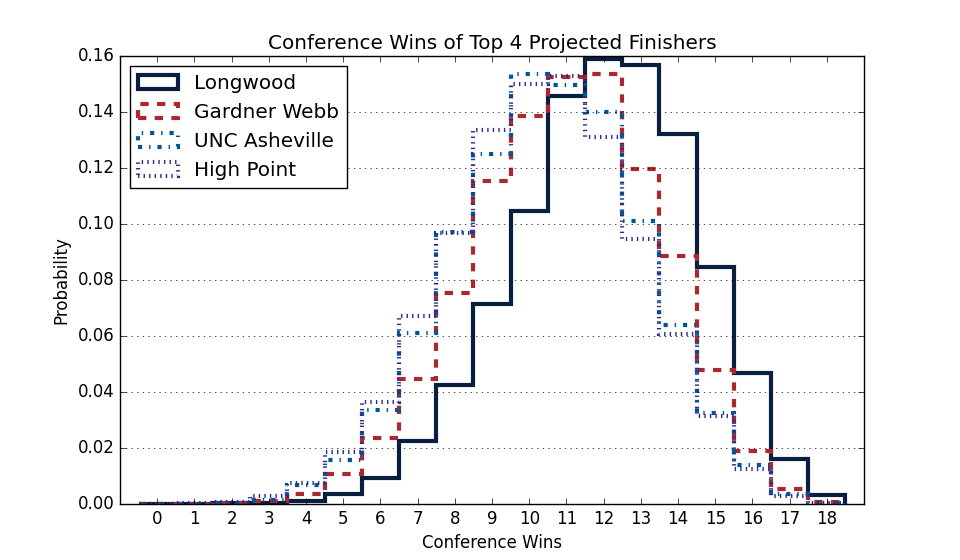 Conference Wins of Top 4 Projected Finishers
0.16
0.14
0.12
0.10
0.08
0.06
0.04
0.02
0.00
Probability
Longwood
Gardner Webb
UNC Asheville
High Point
0 1 2 3 4 5 6 7 8 9 10 11 12 13 14 15 16 17 18
Conference Wins